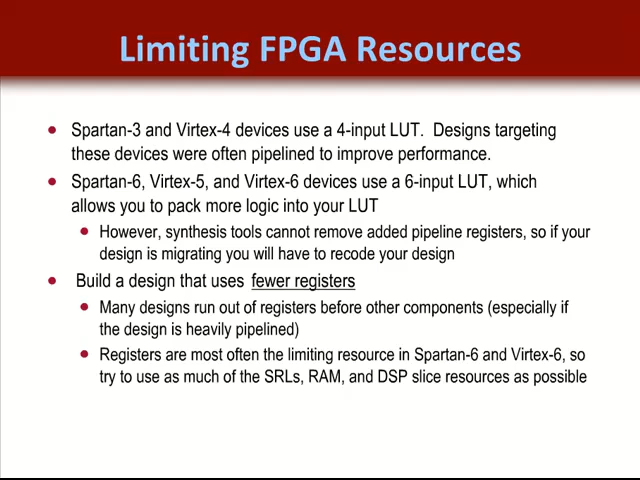 Limiting FPGA Resources
Spartan-3 and Virtex-4 devices use a 4-input LUT. Designs targeting
these devices were often pipelined to improve performance.
Spartan-6, Virtex-5, and Virtex-6 devices use a 6-input LUT, which
allows you to pack more logic into your LUT
However, synthesis tools cannot remove added pipeline registers, so if your
design is migrating you will have to recode your design
Build a design that uses fewer registers
Many designs run out of registers before other components (especially if
the design is heavily pipelined)
Registers are most often the limiting resource in Spartan-6 and Virtex-6, so
try to use as much of the SRLs, RAM, and DSP slice resources as possible